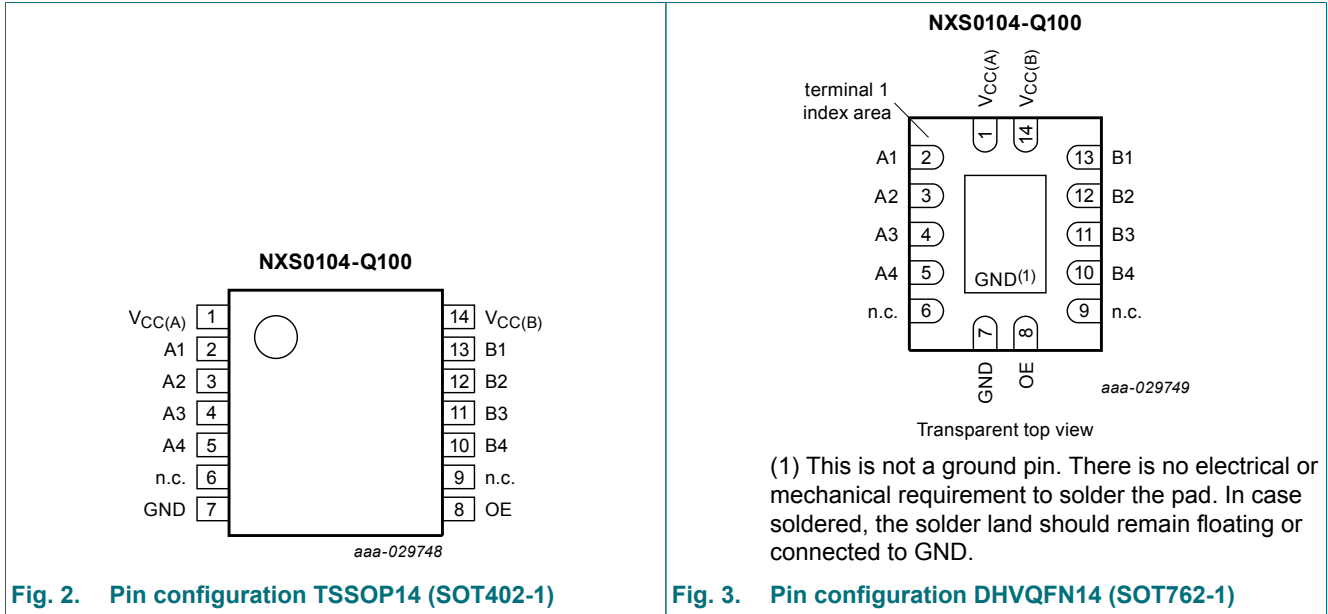 NXS0104-Q100
VCC(A) 1
14 VCC(B)
A1 2
13 B1
A2 3
12 B2
A3 4
11 B3
A4 5
10 B4
n.c. 6
9 n.c.
GND 7
8 OE
aaa-029748
Fig. 2. Pin configuration TSSOP14 (SOT402-1)
NXS0104-Q100
terminal 1
index area
VCC(A)
VCC(B)
1
14
A1 2
13 B1
A2 3
12 B2
A3 4
11 B3
A4 5
10 B4
GND(1)
n.c. 6
9 n.c.
7
8
GND
OE
aaa-029749
Transparent top view
(1) This is not a ground pin. There is no electrical or
mechanical requirement to solder the pad. In case
soldered, the solder land should remain floating or
connected to GND.
Fig. 3. Pin configuration DHVQFN14 (SOT762-1)